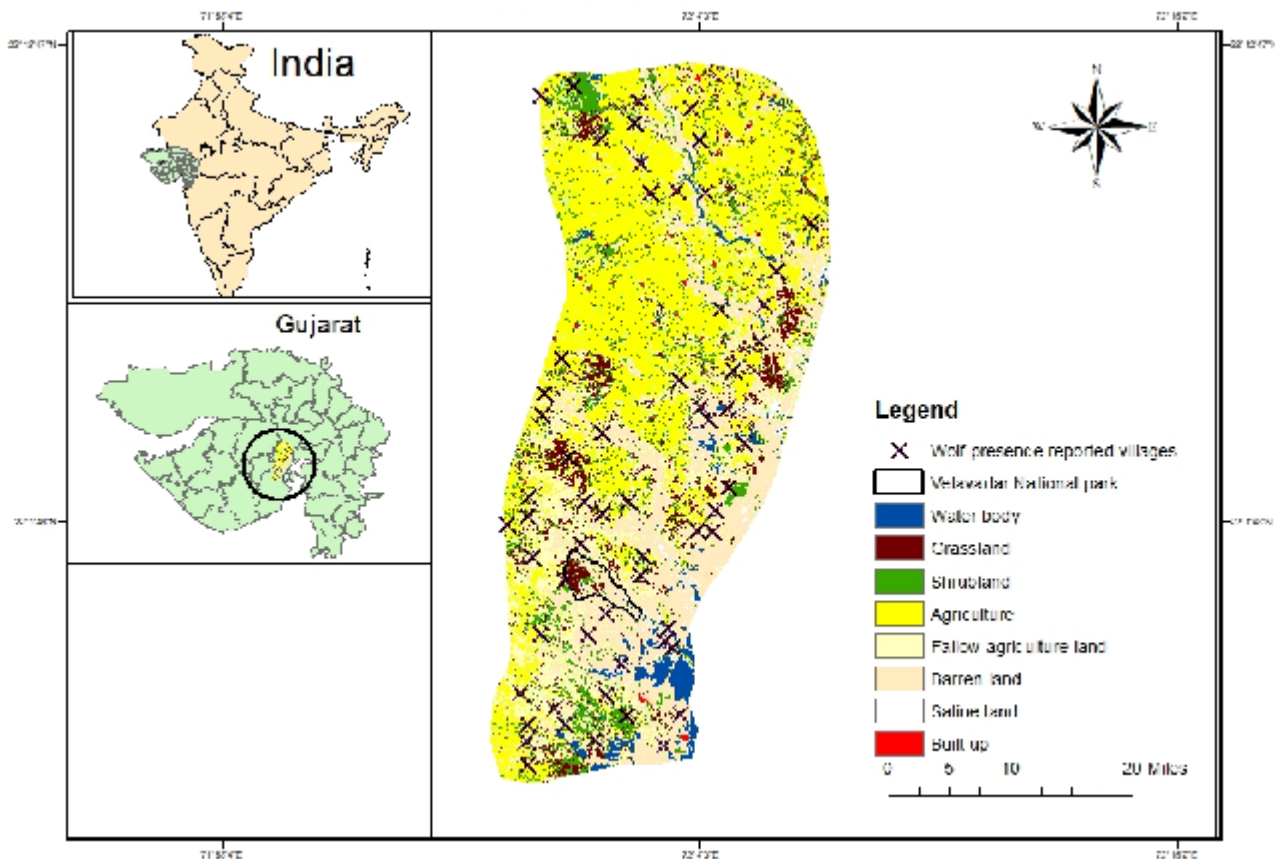 India
Gujarat
N
W
S
Legend
Wolf presence reported villages
Velavadar National park
Water body
Grassland
Shrubland
Agriculture
Fallow agriculture land
Barren land
Saline land
Built up
0 5 10 20 Miles